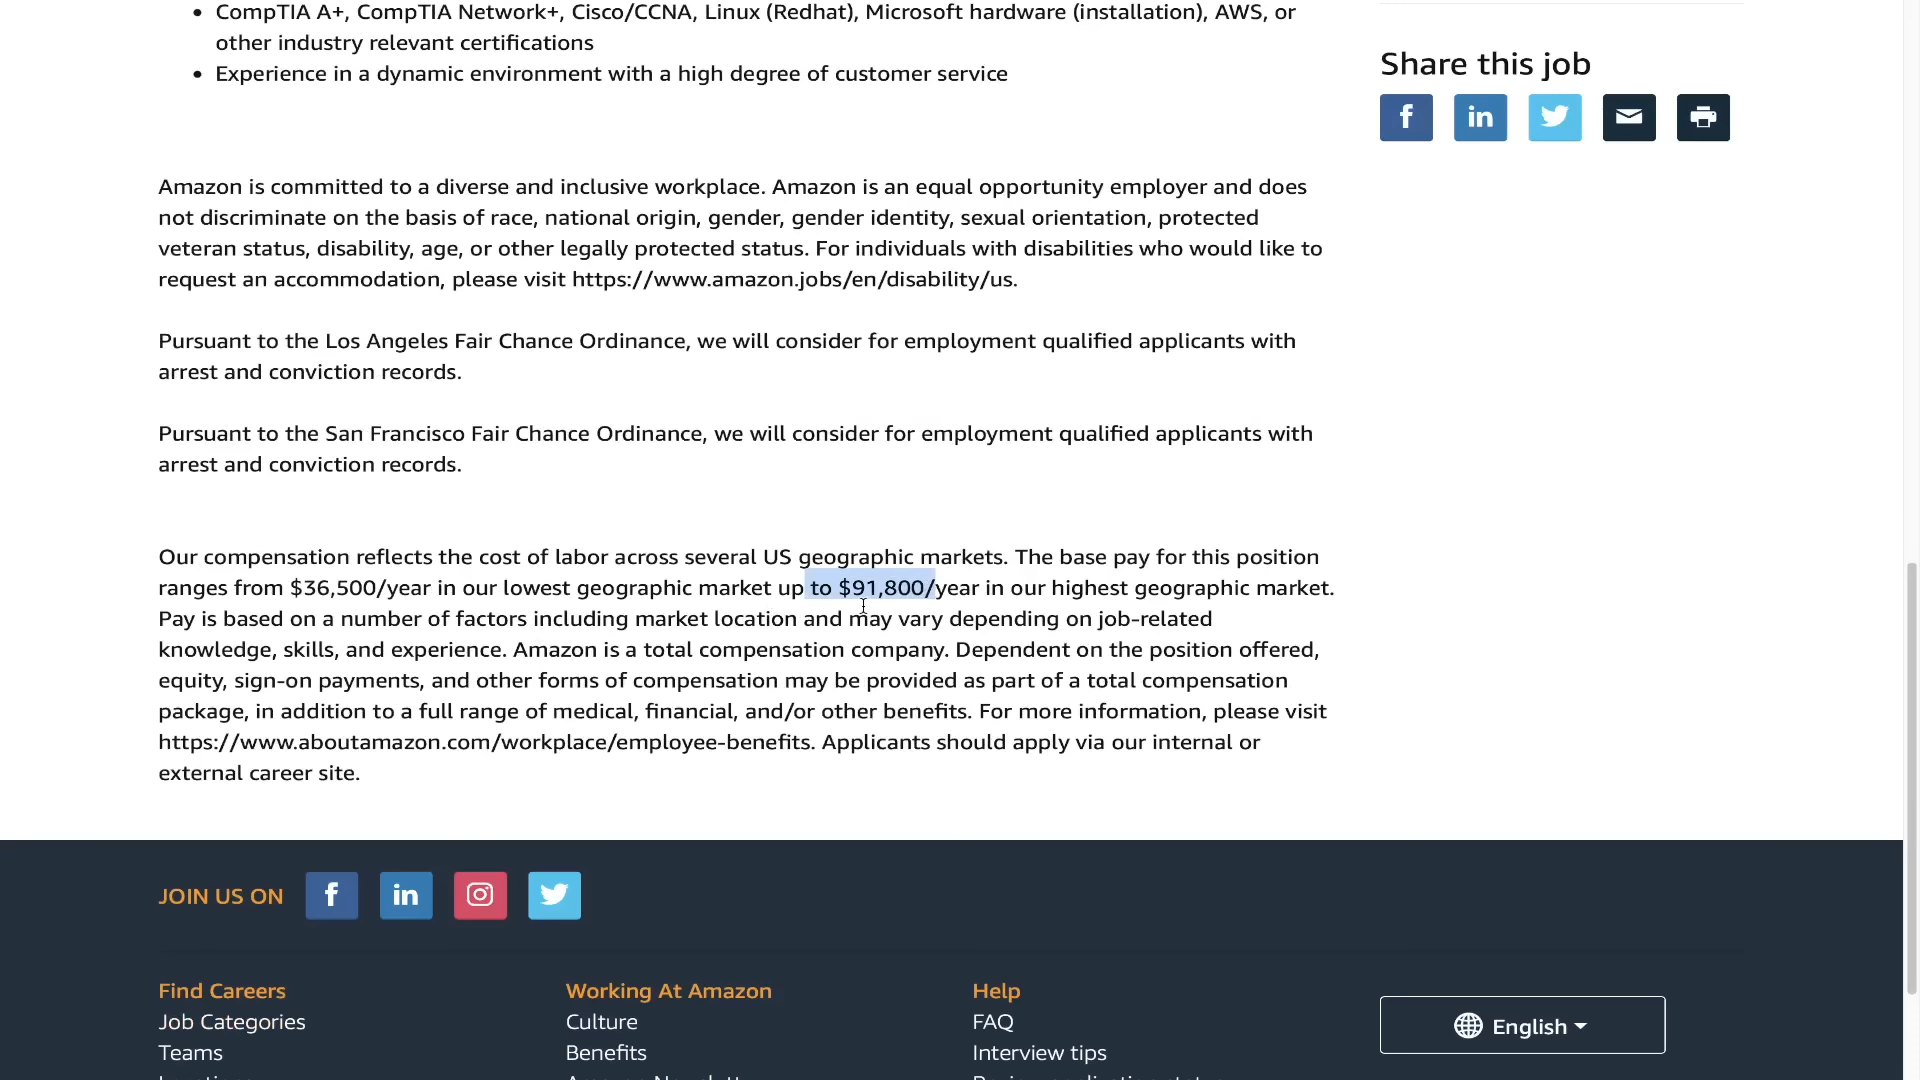 CompTIA A+, CompTIA Network+, Cisco/CCNA, Linux (Redhat), Microsoft hardware (installation), AWS, or
other industry relevant certifications
Experience in a dynamic environment with a high degree of customer service
Share this job
Amazon is committed to a diverse and inclusive workplace. Amazon is an equal opportunity employer and does
not discriminate on the basis of race, national origin, gender, gender identity, sexual orientation, protected
veteran status, disability, age, or other legally protected status. For individuals with disabilities who would like to
request an accommodation, please visit https://www.amazon.jobs/en/disability/us.
Pursuant to the Los Angeles Fair Chance Ordinance, we will consider for employment qualified applicants with
arrest and conviction records.
Pursuant to the San Francisco Fair Chance Ordinance, we will consider for employment qualified applicants with
arrest and conviction records.
Our compensation reflects the cost of labor across several US geographic markets. The base pay for this position
ranges from $36,500/year in our lowest geographic market up to $91,800/year in our highest geographic market.
Pay is based on a number of factors including market location and may vary depending on job-related
knowledge, skills, and experience. Amazon is a total compensation company. Dependent on the position offered,
equity, sign-on payments, and other forms of compensation may be provided as part of a total compensation
package, in addition to a full range of medical, financial, and/or other benefits. For more information, please visit
https://www.aboutamazon.com/workplace/employee-benefits. Applicants should apply via our internal or
external career site.
JOIN US ON
Find Careers
Job Categories
Teams
Working At Amazon
Culture
Benefits
Help
FAQ
Interview tips
English